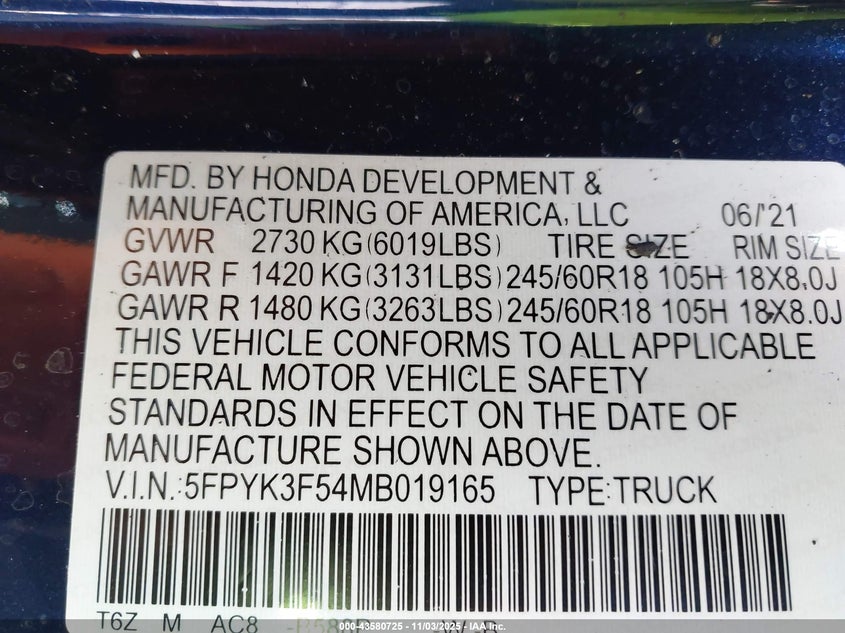 MFD. BY HONDA DEVELOPMENT &
MANUFACTURING OF AMERICA, LLC 06/'21
GVWR 2730 KG(6019LBS) TIRE SIZE RIM SIZE
GAWR F 1420 KG(3131LBS) 245/60R18 105H 18X8.0J
GAWR R 1480 KG(3263LBS) 245/60R18 105H 18X8.0J
THIS VEHICLE CONFORMS TO ALL APPLICABLE
FEDERAL MOTOR VEHICLE SAFETY
STANDARDS IN EFFECT ON THE DATE OF
MANUFACTURE SHOWN ABOVE.
V.I.N.:5FPYK3F54MB019165 TYPE:TRUCK
T6Z M AC8
000-43580725 - 11/03/2025 - IAA Inc.